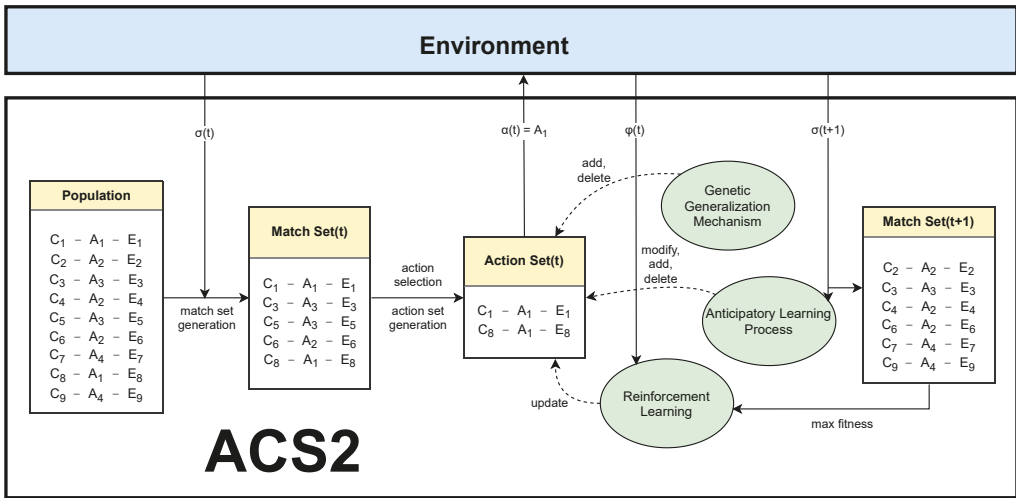 Environment
σ(t)
α(t) = A₁
φ(t)
σ(t+1)
Population
C₁ – A₁ – E₁
C₂ – A₂ – E₂
C₃ – A₃ – E₃
C₄ – A₂ – E₄
C₅ – A₃ – E₅
C₆ – A₂ – E₆
C₇ – A₄ – E₇
C₈ – A₁ – E₈
C₉ – A₄ – E₉
match set
generation
Match Set(t)
C₁ – A₁ – E₁
C₃ – A₃ – E₃
C₅ – A₃ – E₅
C₆ – A₂ – E₆
C₈ – A₁ – E₈
action
selection
action set
generation
Action Set(t)
C₁ – A₁ – E₁
C₈ – A₁ – E₈
add,
delete
Genetic
Generalization
Mechanism
modify,
add,
delete
Anticipatory Learning
Process
update
Reinforcement
Learning
Match Set(t+1)
C₂ – A₂ – E₂
C₃ – A₃ – E₃
C₄ – A₂ – E₄
C₆ – A₂ – E₆
C₇ – A₄ – E₇
C₉ – A₄ – E₉
max fitness
ACS2